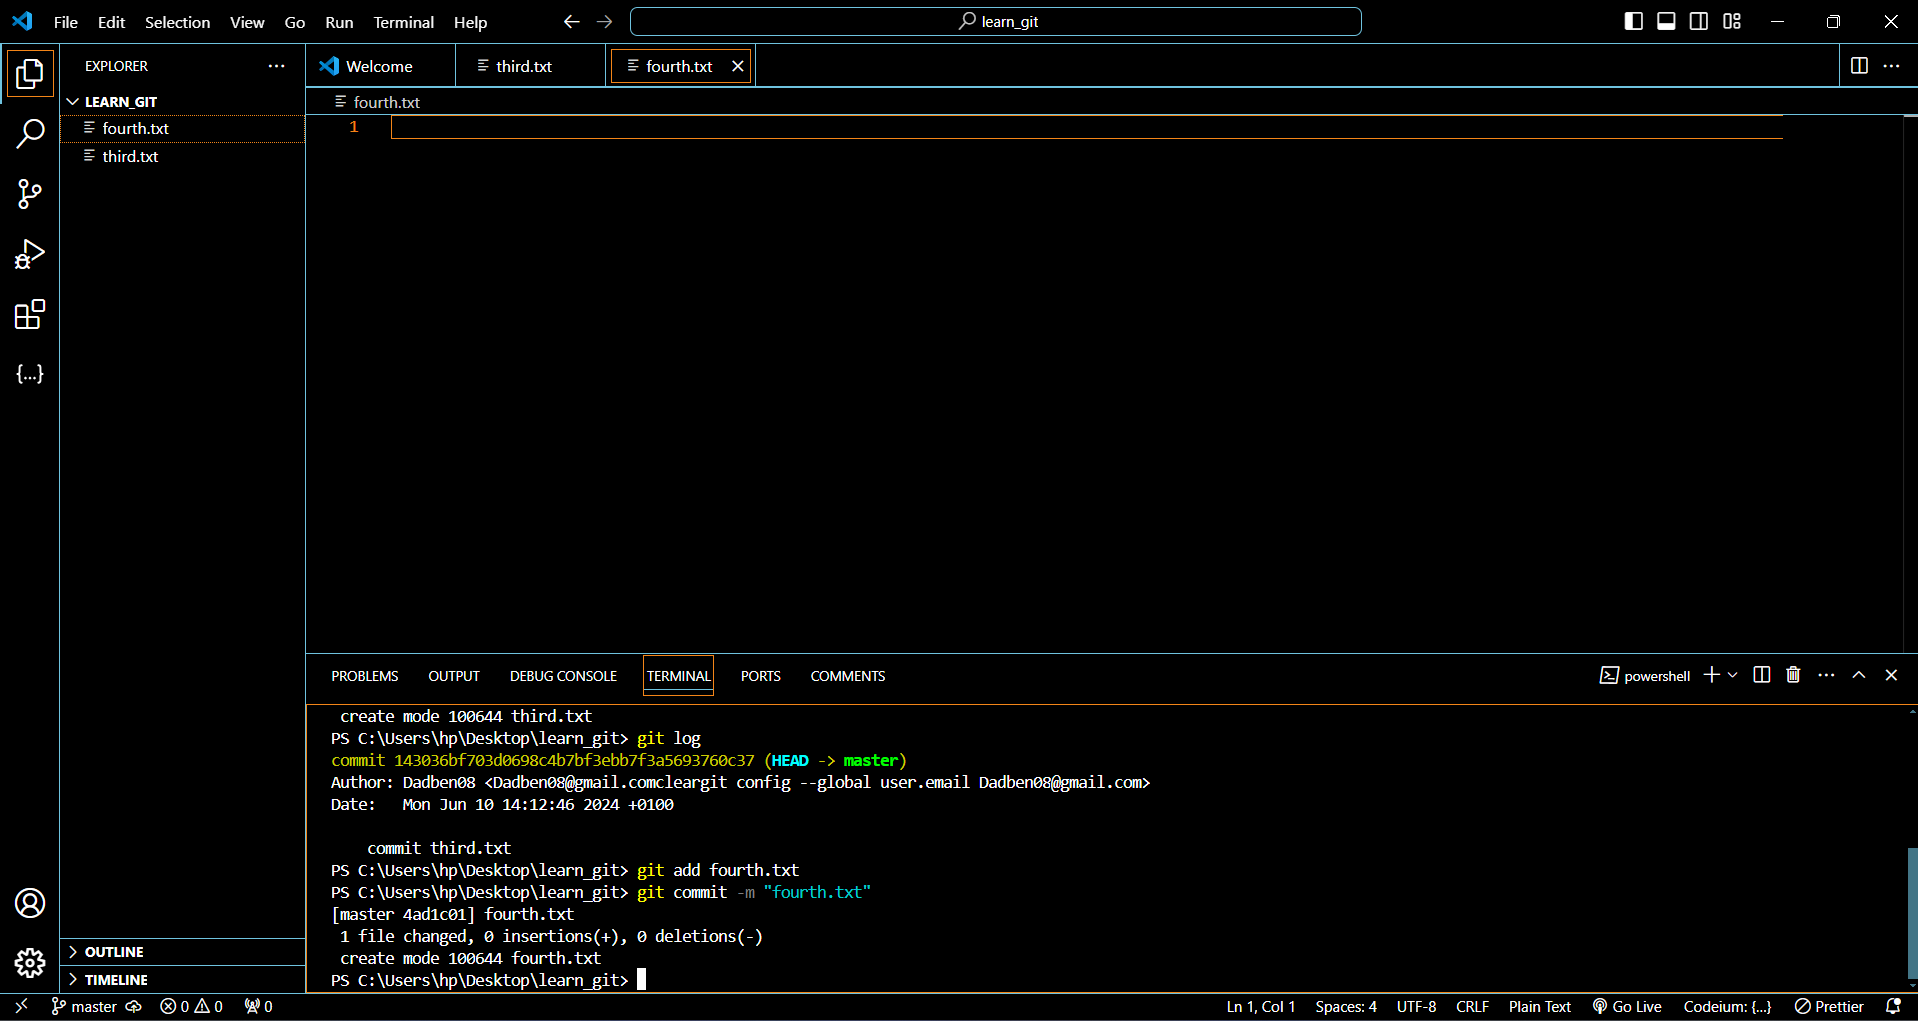 File Edit Selection View Go Run Terminal Help
learn_git
EXPLORER
Welcome third.txt fourth.txt
LEARN_GIT
fourth.txt
fourth.txt
third.txt
1
{...}
PROBLEMS OUTPUT DEBUG CONSOLE TERMINAL PORTS COMMENTS
powershell
create mode 100644 third.txt
PS C:\Users\hp\Desktop\learn_git> git log
commit 143036bf703d0698c4b7bf3ebb7f3a5693760c37 (HEAD -> master)
Author: Dadben08 <Dadben08@gmail.comcleargit config --global user.email Dadben08@gmail.com>
Date:   Mon Jun 10 14:12:46 2024 +0100
commit third.txt
PS C:\Users\hp\Desktop\learn_git> git add fourth.txt
PS C:\Users\hp\Desktop\learn_git> git commit -m "fourth.txt"
[master 4ad1c01] fourth.txt
1 file changed, 0 insertions(+), 0 deletions(-)
create mode 100644 fourth.txt
PS C:\Users\hp\Desktop\learn_git>
OUTLINE
TIMELINE
master 0 0 0
Ln 1, Col 1 Spaces: 4 UTF-8 CRLF Plain Text Go Live Codeium: {...} Prettier